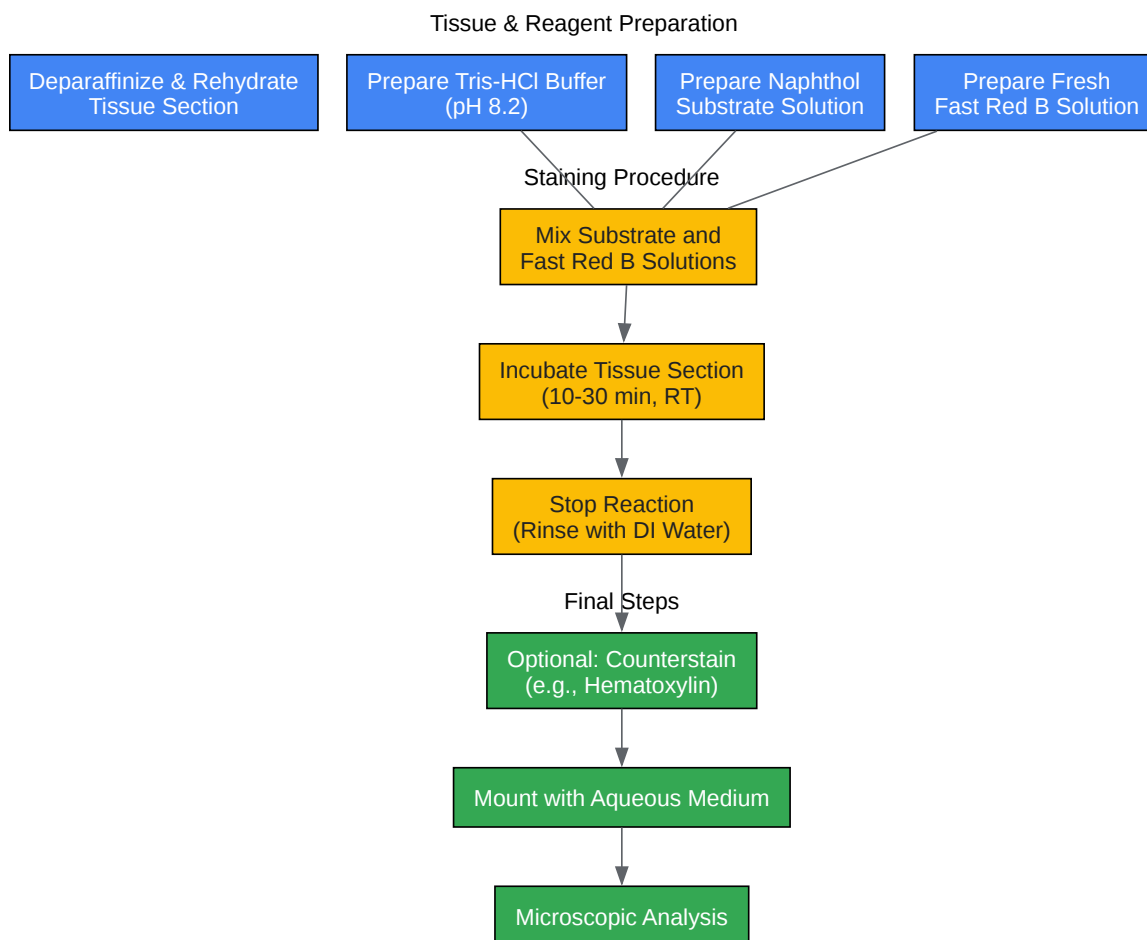 Tissue & Reagent Preparation
Deparaffinize & Rehydrate
Tissue Section
Prepare Tris-HCl Buffer
(pH 8.2)
Prepare Naphthol
Substrate Solution
Prepare Fresh
Fast Red B Solution
Staining Procedure
Mix Substrate and
Fast Red B Solutions
Incubate Tissue Section
(10-30 min, RT)
Stop Reaction
(Rinse with DI Water)
Final Steps
Optional: Counterstain
(e.g., Hematoxylin)
Mount with Aqueous Medium
Microscopic Analysis